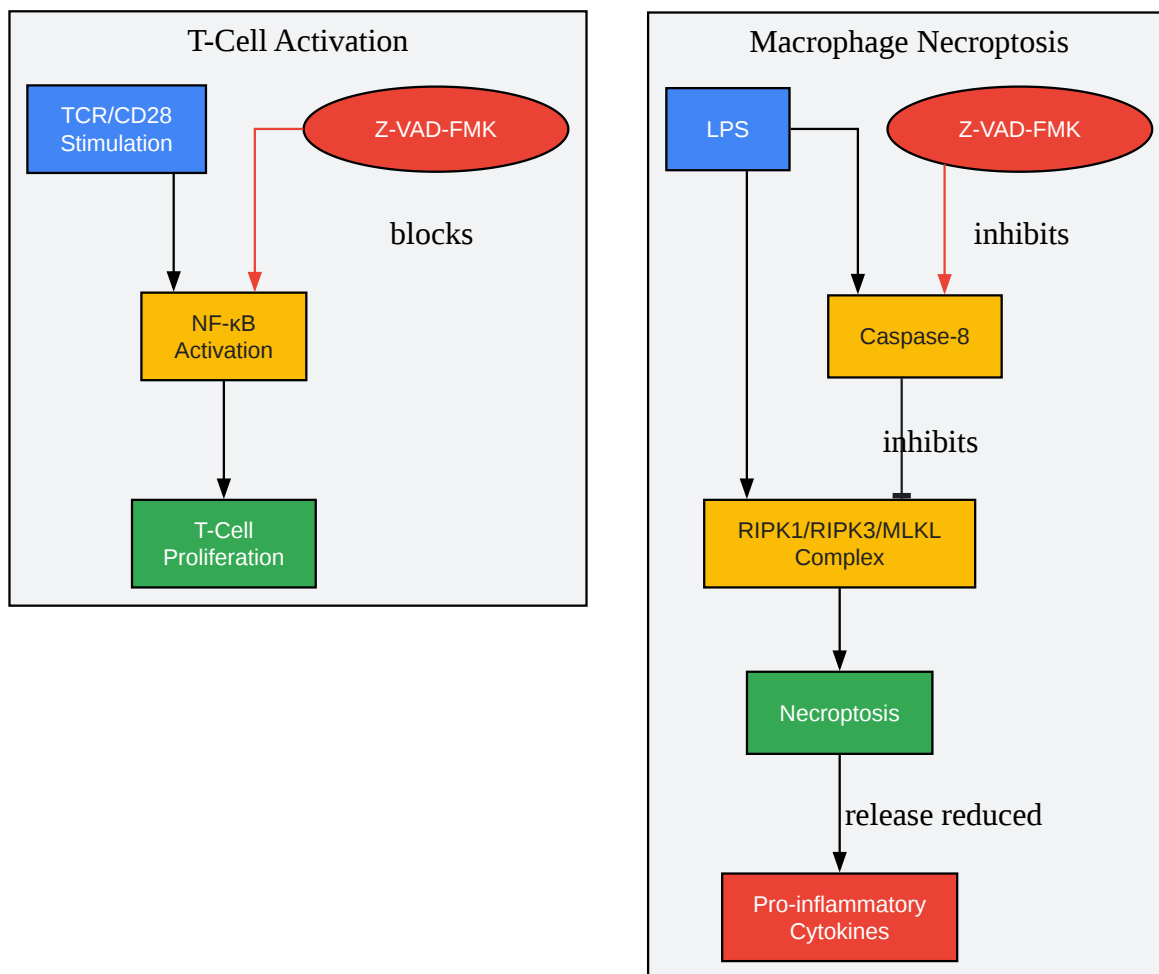 T-Cell Activation
TCR/CD28
Stimulation
Z-VAD-FMK
blocks
NF-κB
Activation
T-Cell
Proliferation
Macrophage Necroptosis
LPS
Z-VAD-FMK
inhibits
Caspase-8
inhibits
RIPK1/RIPK3/MLKL
Complex
Necroptosis
release reduced
Pro-inflammatory
Cytokines